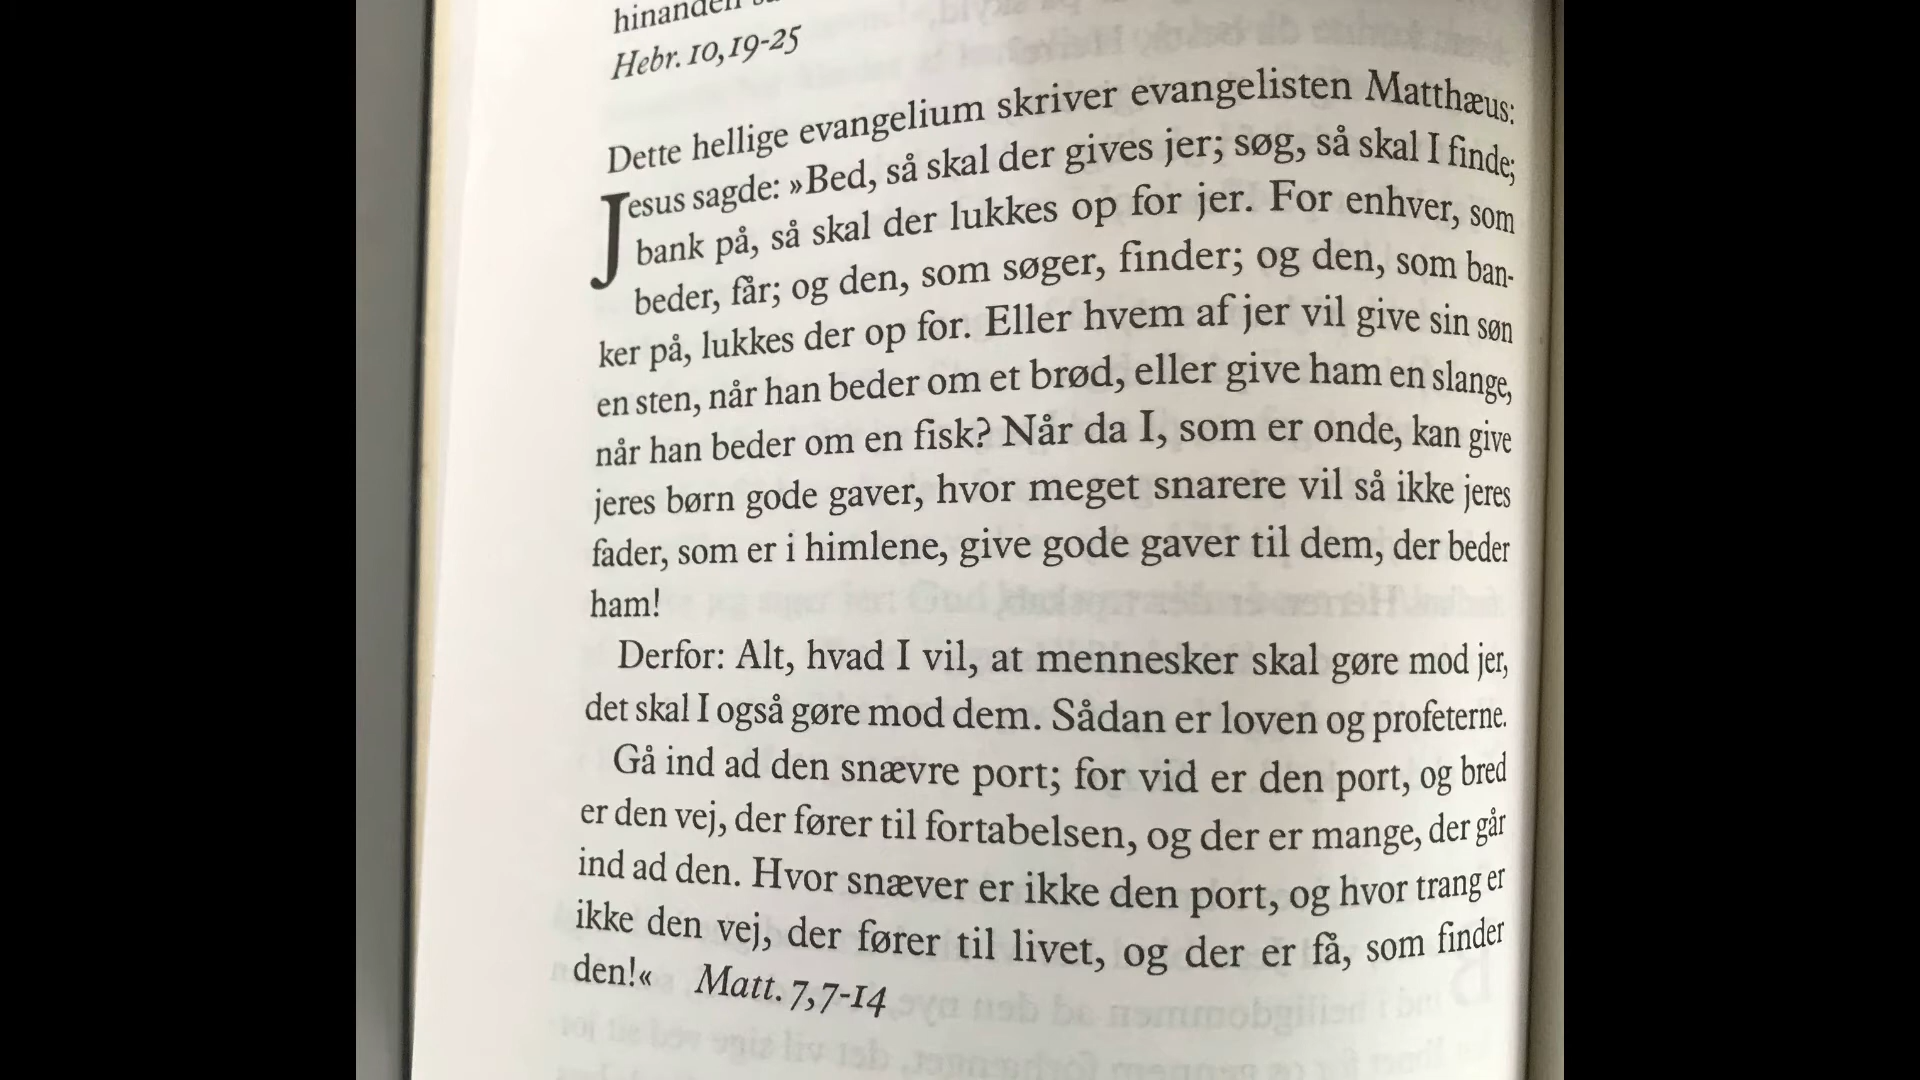 hinanden
Hebr. 10,19-25
Dette hellige evangelium skriver evangelisten Matthæus:
Jesus sagde: »Bed, så skal der gives jer; søg, så skal I finde;
bank på, så skal der lukkes op for jer. For enhver, som
beder, får; og den, som søger, finder; og den, som ban-
ker på, lukkes der op for. Eller hvem af jer vil give sin søn
en sten, når han beder om et brød, eller give ham en slange,
når han beder om en fisk? Når da I, som er onde, kan give
jeres børn gode gaver, hvor meget snarere vil så ikke jeres
fader, som er i himlene, give gode gaver til dem, der beder
ham!
Derfor: Alt, hvad I vil, at mennesker skal gøre mod jer,
det skal I også gøre mod dem. Sådan er loven og profeterne.
Gå ind ad den snævre port; for vid er den port, og bred
er den vej, der fører til fortabelsen, og der er mange, der går
ind ad den. Hvor snæver er ikke den port, og hvor trang er
ikke den vej, der fører til livet, og der er få, som finder
den!« Matt. 7,7-14